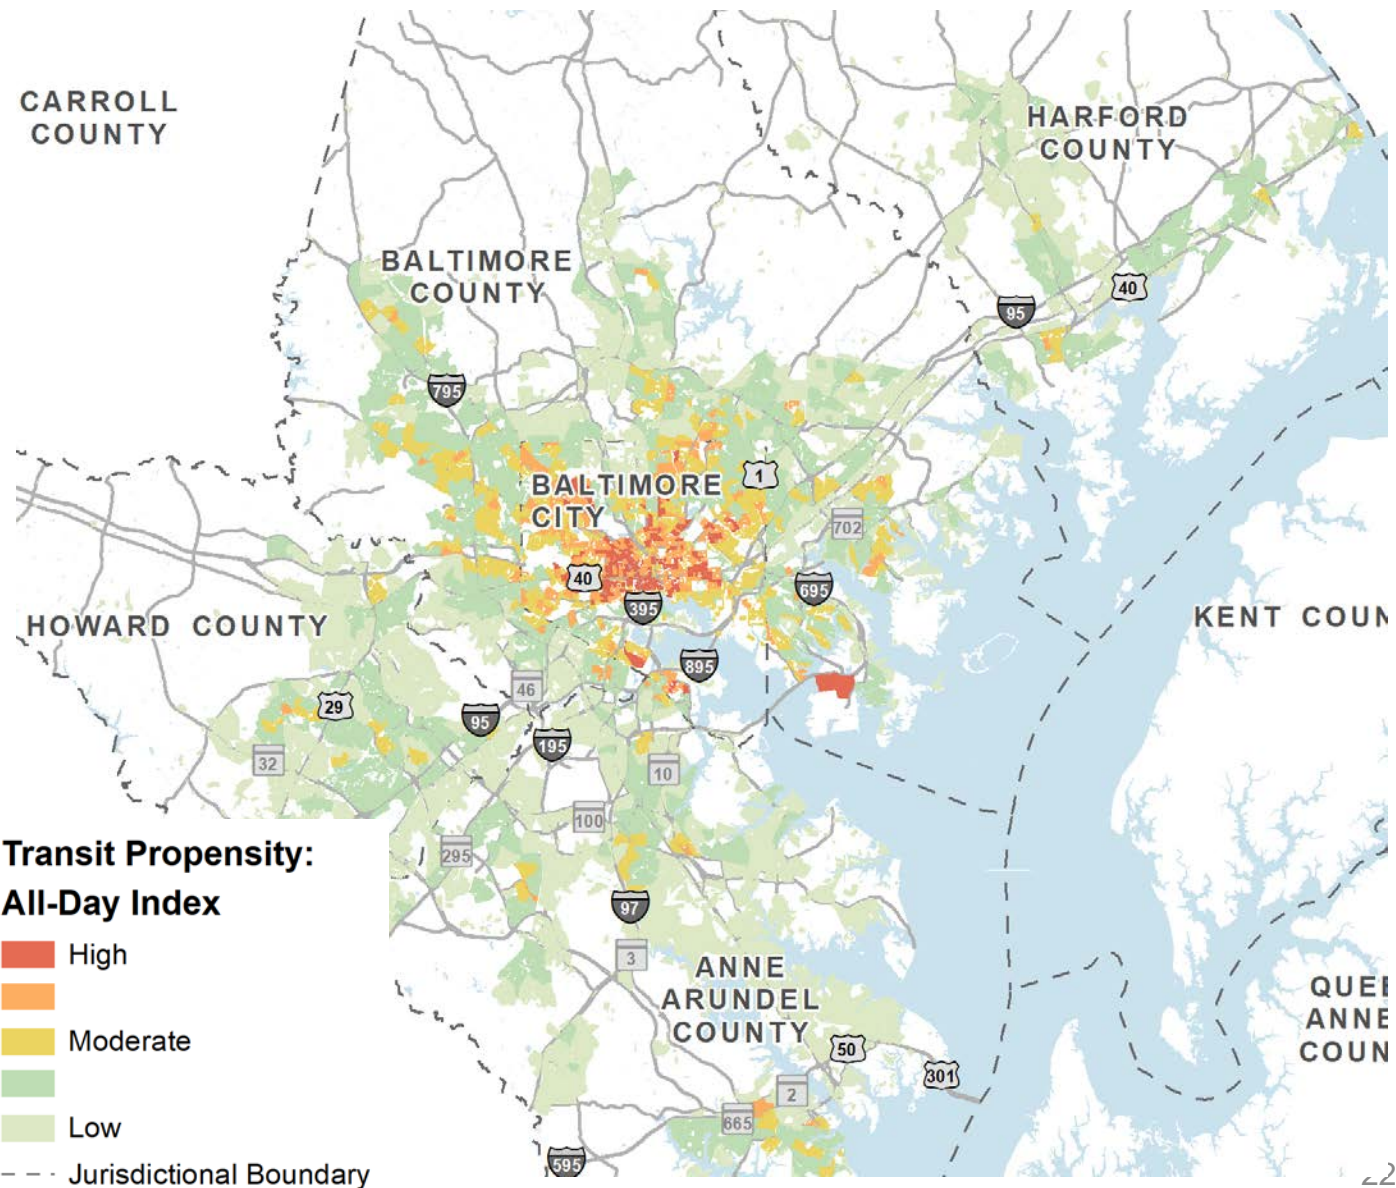 CARROLL
COUNTY
HARFORD
COUNTY
BALTIMORE
COUNTY
40
95
795
BALTIMORE
CITY
1
702
40
395
695
HOWARD COUNTY
KENT COUN
895
46
29
95
195
32
10
100
295
Transit Propensity:
All-Day Index
High
Moderate
Low
Jurisdictional Boundary
97
3
ANNE
ARUNDEL
COUNTY
QUEE
ANNE
COUN
50
301
2
665
595
22